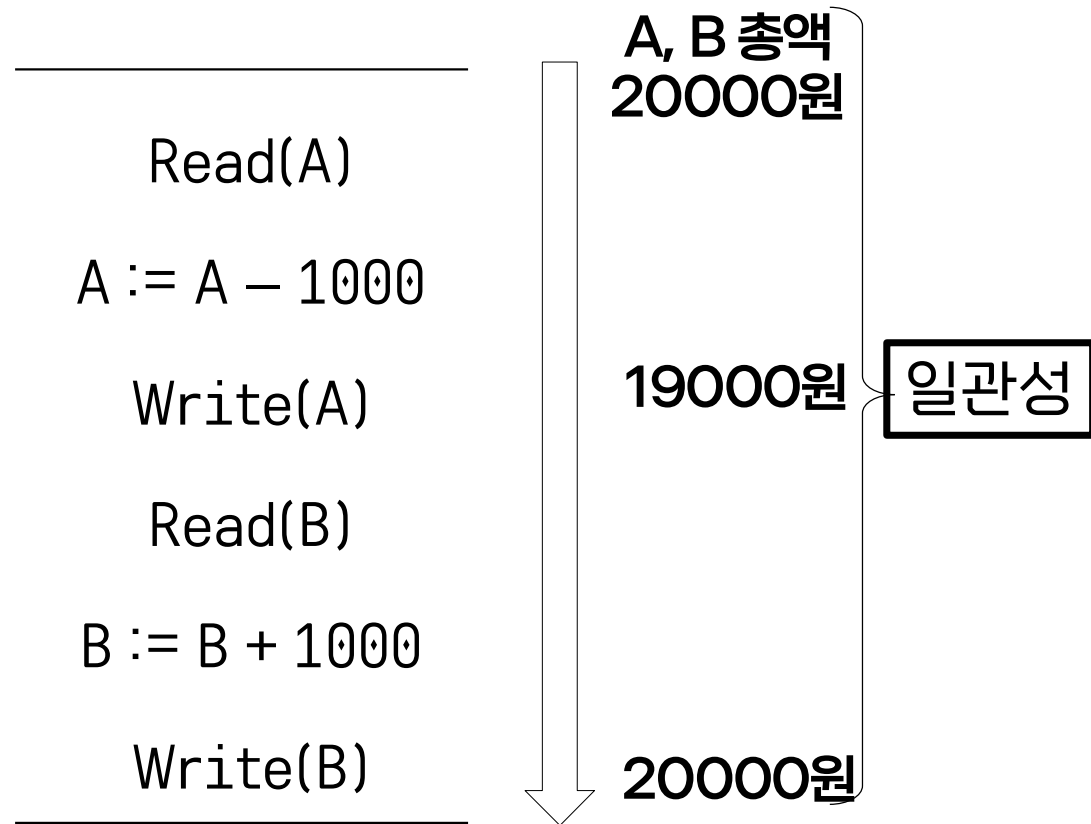 A, B 총액
20000원
Read(A)
A := A – 1000
Write(A)
19000원
일관성
Read(B)
B := B + 1000
Write(B)
20000원